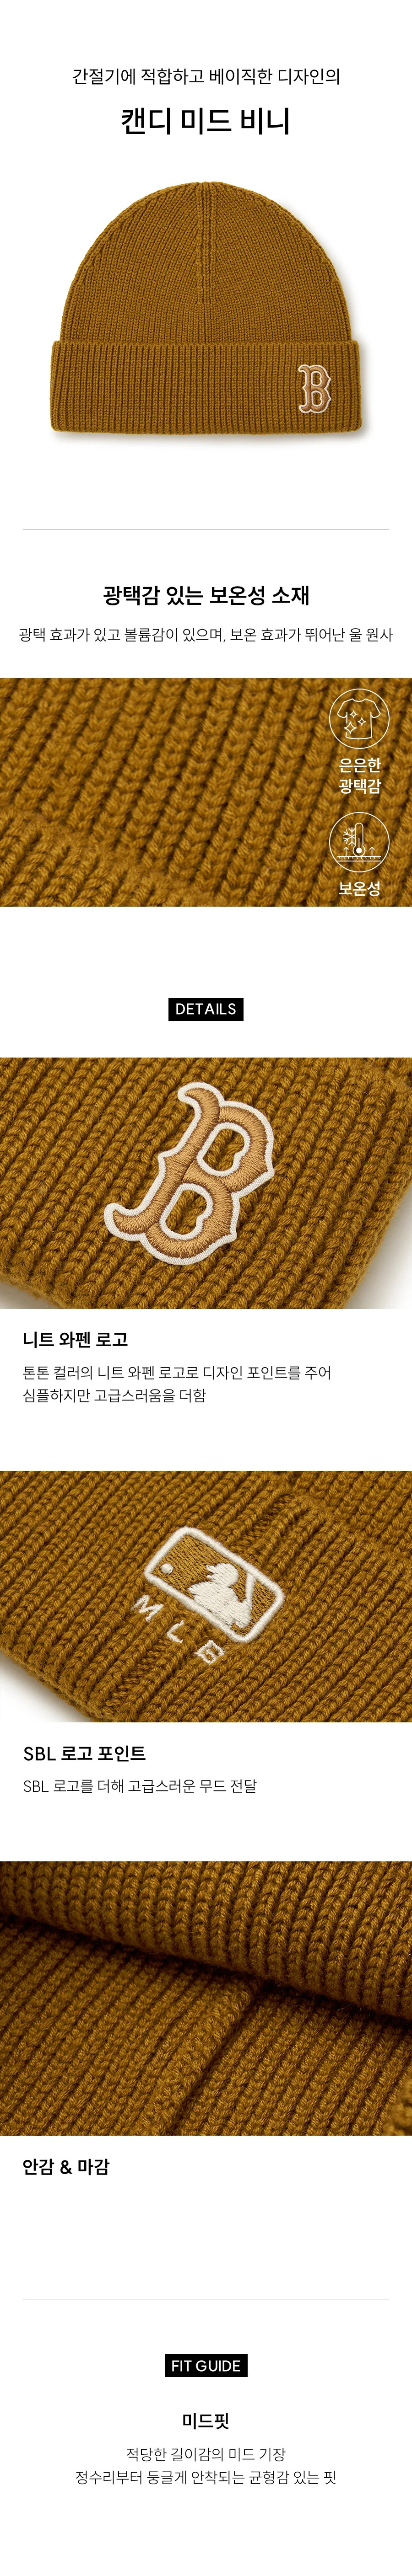 간절기에 적합하고 베이직한 디자인의
캔디 미드 비니
B
광택감 있는 보온성 소재
광택 효과가 있고 볼륨감이 있으며, 보온 효과가 뛰어난 울 원사
은은한
광택감
보온성
DETAILS
B
니트 와펜 로고
톤톤 컬러의 니트 와펜 로고로 디자인 포인트를 주어
심플하지만 고급스러움을 더함
MLB
SBL 로고 포인트
SBL 로고를 더해 고급스러운 무드 전달
안감 & 마감
FIT GUIDE
미드핏
적당한 길이감의 미드 기장
정수리부터 둥글게 안착되는 균형감 있는 핏